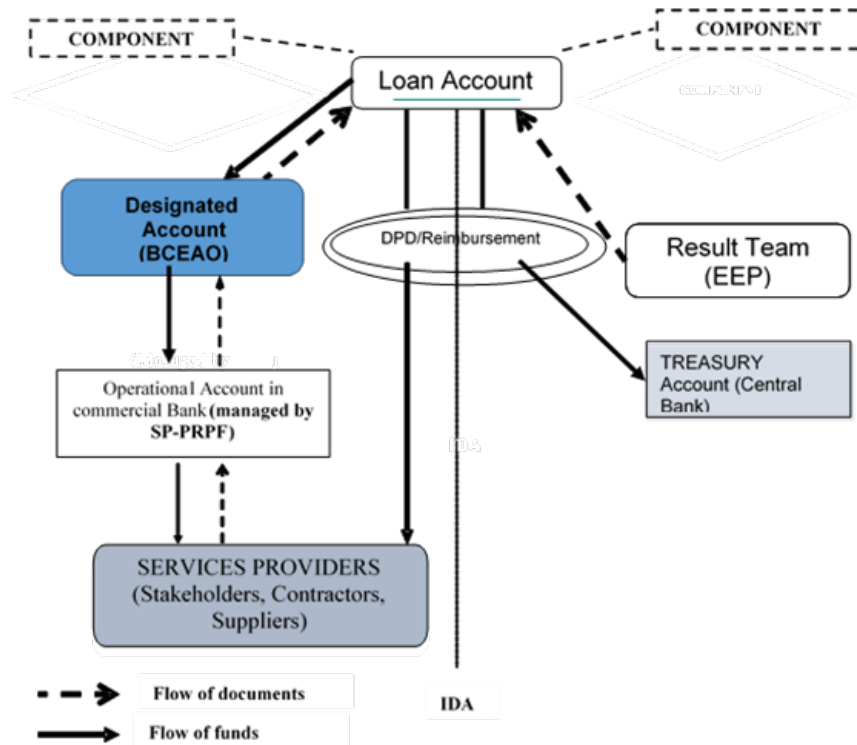 COMPONENT
COMPONENT
Loan Account
Designated
Account
(BCEAO)
DPD/Reimbursement
Result Team
(EEP)
TREASURY
Account (Central
Bank)
Operational Account in
commercial Bank(managed by
SP-PRPF)
IDA
SERVICES PROVIDERS
(Stakeholders, Contractors,
Suppliers)
Flow of documents
IDA
Flow of funds